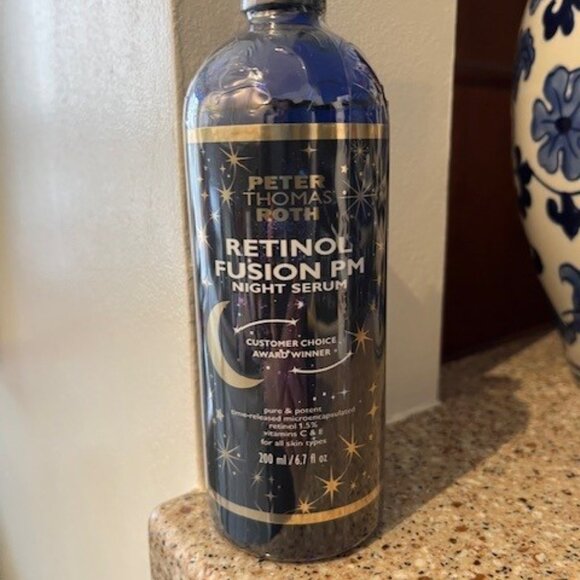 PETER
THOMAS
ROTH
RETINOL
FUSION PM
NIGHT SERUM
CUSTOMER CHOICE
AWARD WINNER
pure & potent
time-released microencapsulated
retinol 1.5%
vitamins C & E
for all skin types
200 ml / 6.7 fl oz